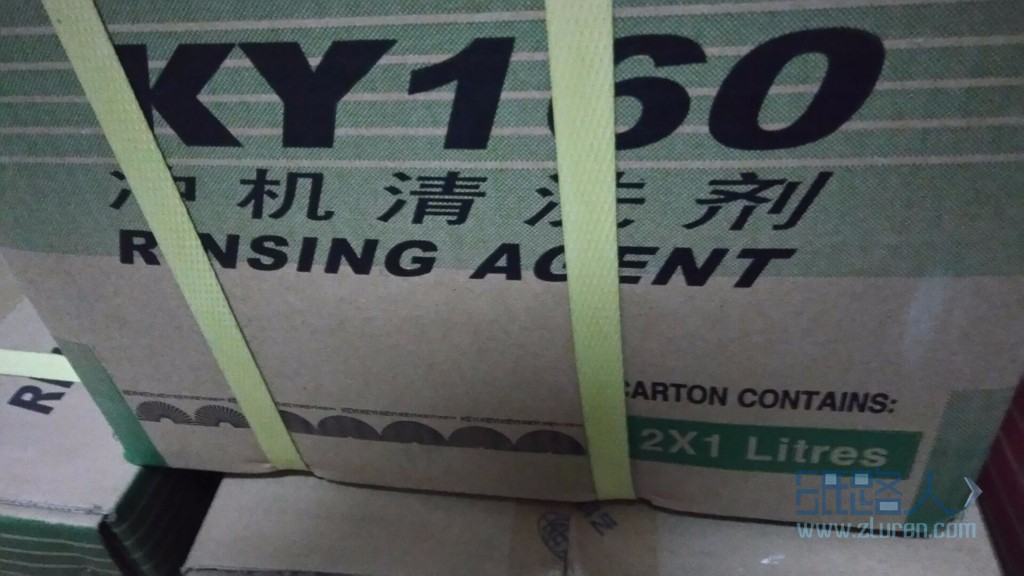 KY160
冲机清洗剂
RINSING AGENT
CARTON CONTAINS:
2X1 Litres
www.zluren.com